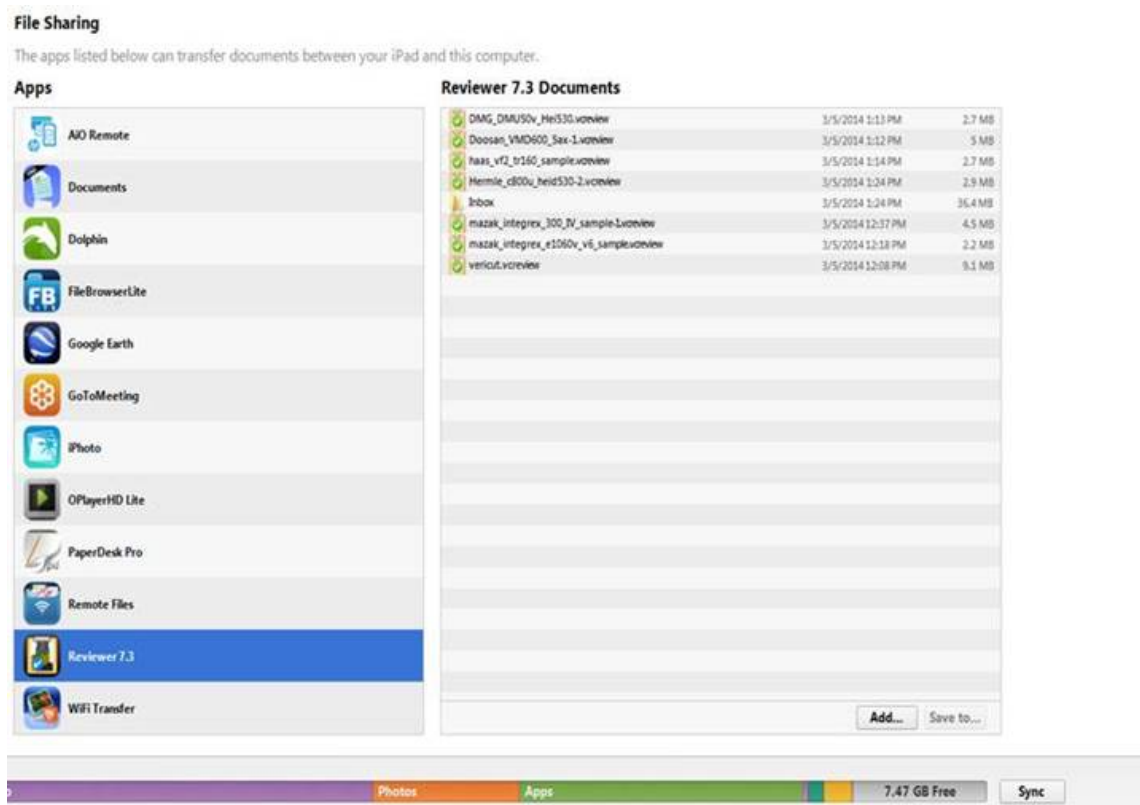 File Sharing
The apps listed below can transfer documents between your iPad and this computer.
Apps
AiO Remote
Documents
Dolphin
FB
FileBrowserLite
Google Earth
GoToMeeting
iPhoto
OPlayerHD Lite
PaperDesk Pro
Remote Files
Reviewer 7.3
WiFi Transfer
Reviewer 7.3 Documents
DMG_DMU50v_Hei530.vcreview 3/5/2014 1:13 PM 2.7 MB
Doosan_VMD600_5ax-1.vcreview 3/5/2014 1:12 PM 5 MB
haas_vf2_tr160_sample.vcreview 3/5/2014 1:14 PM 2.7 MB
Hermle_c800u_heid530-2.vcreview 3/5/2014 1:24 PM 2.9 MB
Inbox 3/5/2014 1:24 PM 36.4 MB
mazak_integrex_300_IV_sample-1.vcreview 3/5/2014 12:37 PM 4.5 MB
mazak_integrex_e1060v_v6_sample.vcreview 3/5/2014 12:18 PM 2.2 MB
vericut.vcreview 3/5/2014 12:08 PM 9.1 MB
Add... Save to...
Photos Apps 7.47 GB Free Sync